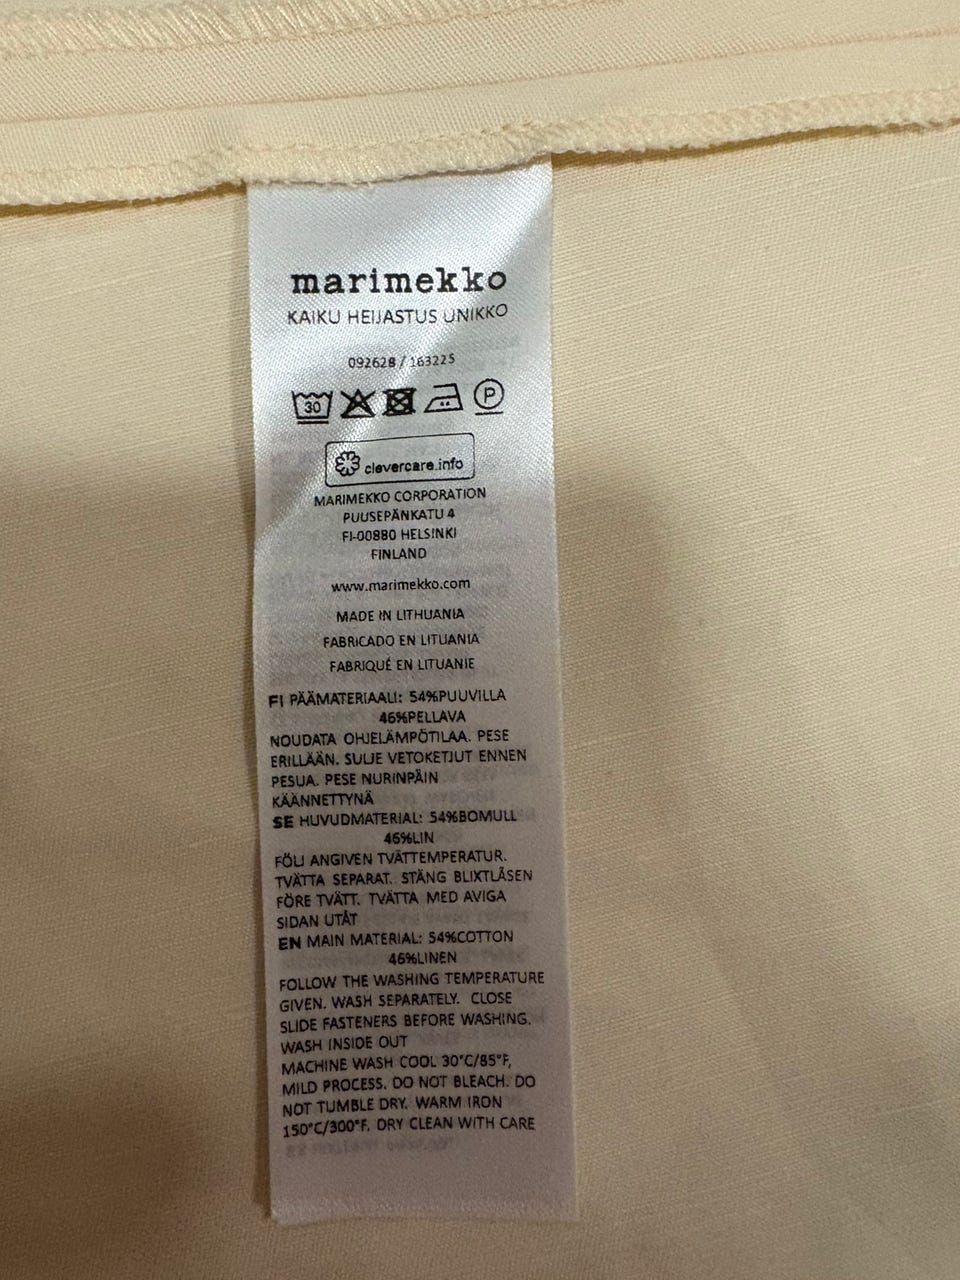 marimekko
KAIKU HEIJASTUS UNIKKO
092628 / 163225
30 P
clevercare.info
MARIMEKKO CORPORATION
PUUSEPÄNKATU 4
FI-00880 HELSINKI
FINLAND
www.marimekko.com
MADE IN LITHUANIA
FABRICADO EN LITUANIA
FABRIQUÉ EN LITUANIE
FI PÄÄMATERIAALI: 54%PUUVILLA
46%PELLAVA
NOUDATA OHJELÄMPÖTILAA. PESE
ERILLÄÄN. SULJE VETOKETJUT ENNEN
PESUA. PESE NURINPÄIN
KÄÄNNETTYNÄ
SE HUVUDMATERIAL: 54%BOMULL
46%LIN
FÖLJ ANGIVEN TVÄTTEMPERATUR.
TVÄTTA SEPARAT. STÄNG BLIXTLÅSEN
FÖRE TVÄTT. TVÄTTA MED AVIGA
SIDAN UTÅT
EN MAIN MATERIAL: 54%COTTON
46%LINEN
FOLLOW THE WASHING TEMPERATURE
GIVEN. WASH SEPARATELY. CLOSE
SLIDE FASTENERS BEFORE WASHING.
WASH INSIDE OUT
MACHINE WASH COOL 30°C/85°F,
MILD PROCESS. DO NOT BLEACH. DO
NOT TUMBLE DRY. WARM IRON
150°C/300°F. DRY CLEAN WITH CARE